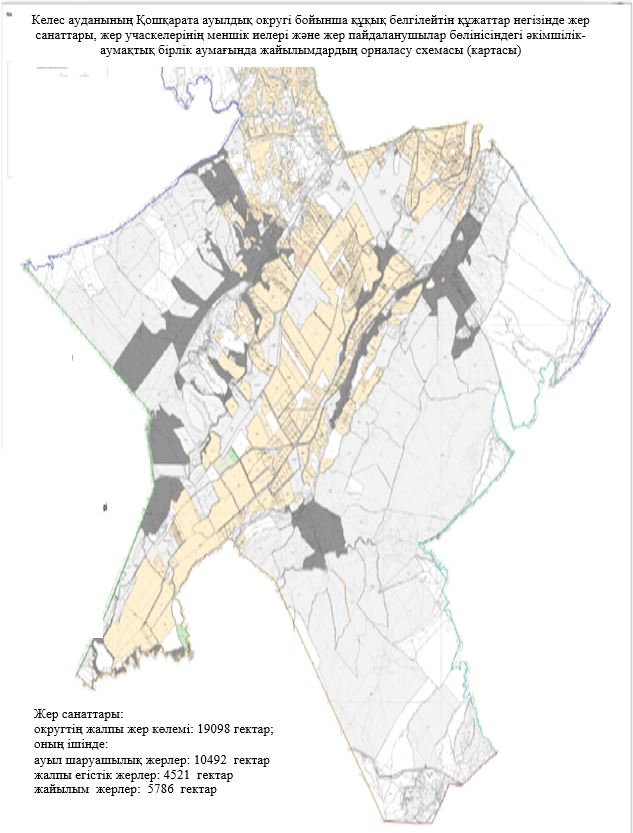 Келес ауданының Қошқарата ауылдық округі бойынша құқық белгілейтін құжаттар негізінде жер
санаттары, жер учаскелерінің меншік иелері және жер пайдаланушылар бөлінісіндегі әкімшілік-
аумақтық бірлік аумағында жайылымдардың орналасу схемасы (картасы)
Жер санаттары:
округтің жалпы жер көлемі: 19098 гектар;
оның ішінде:
ауыл шаруашылық жерлер: 10492 гектар
жалпы егістік жерлер: 4521 гектар
жайылым жерлер: 5786 гектар